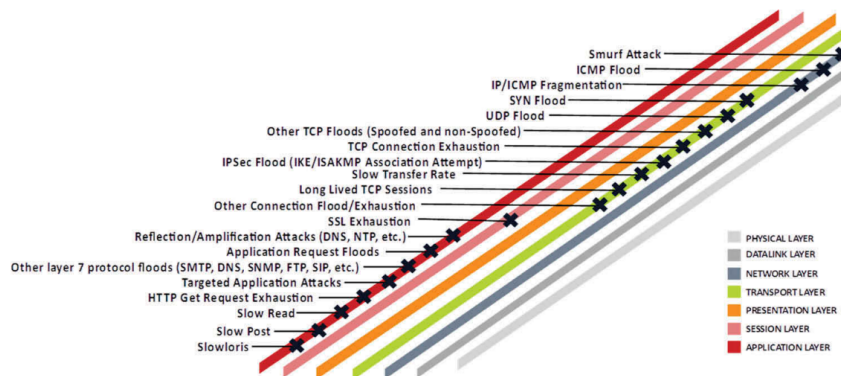 Smurf Attack
ICMP Flood
IP/ICMP Fragmentation
SYN Flood
UDP Flood
Other TCP Floods (Spoofed and non-Spoofed)
TCP Connection Exhaustion
IPSec Flood (IKE/ISAKMP Association Attempt)
Slow Transfer Rate
Long Lived TCP Sessions
Other Connection Flood/Exhaustion
SSL Exhaustion
Reflection/Amplification Attacks (DNS, NTP, etc.)
Application Request Floods
Other layer 7 protocol floods (SMTP, DNS, SNMP, FTP, SIP, etc.)
Targeted Application Attacks
HTTP Get Request Exhaustion
Slow Read
Slow Post
Slowloris
PHYSICAL LAYER
DATALINK LAYER
NETWORK LAYER
TRANSPORT LAYER
PRESENTATION LAYER
SESSION LAYER
APPLICATION LAYER